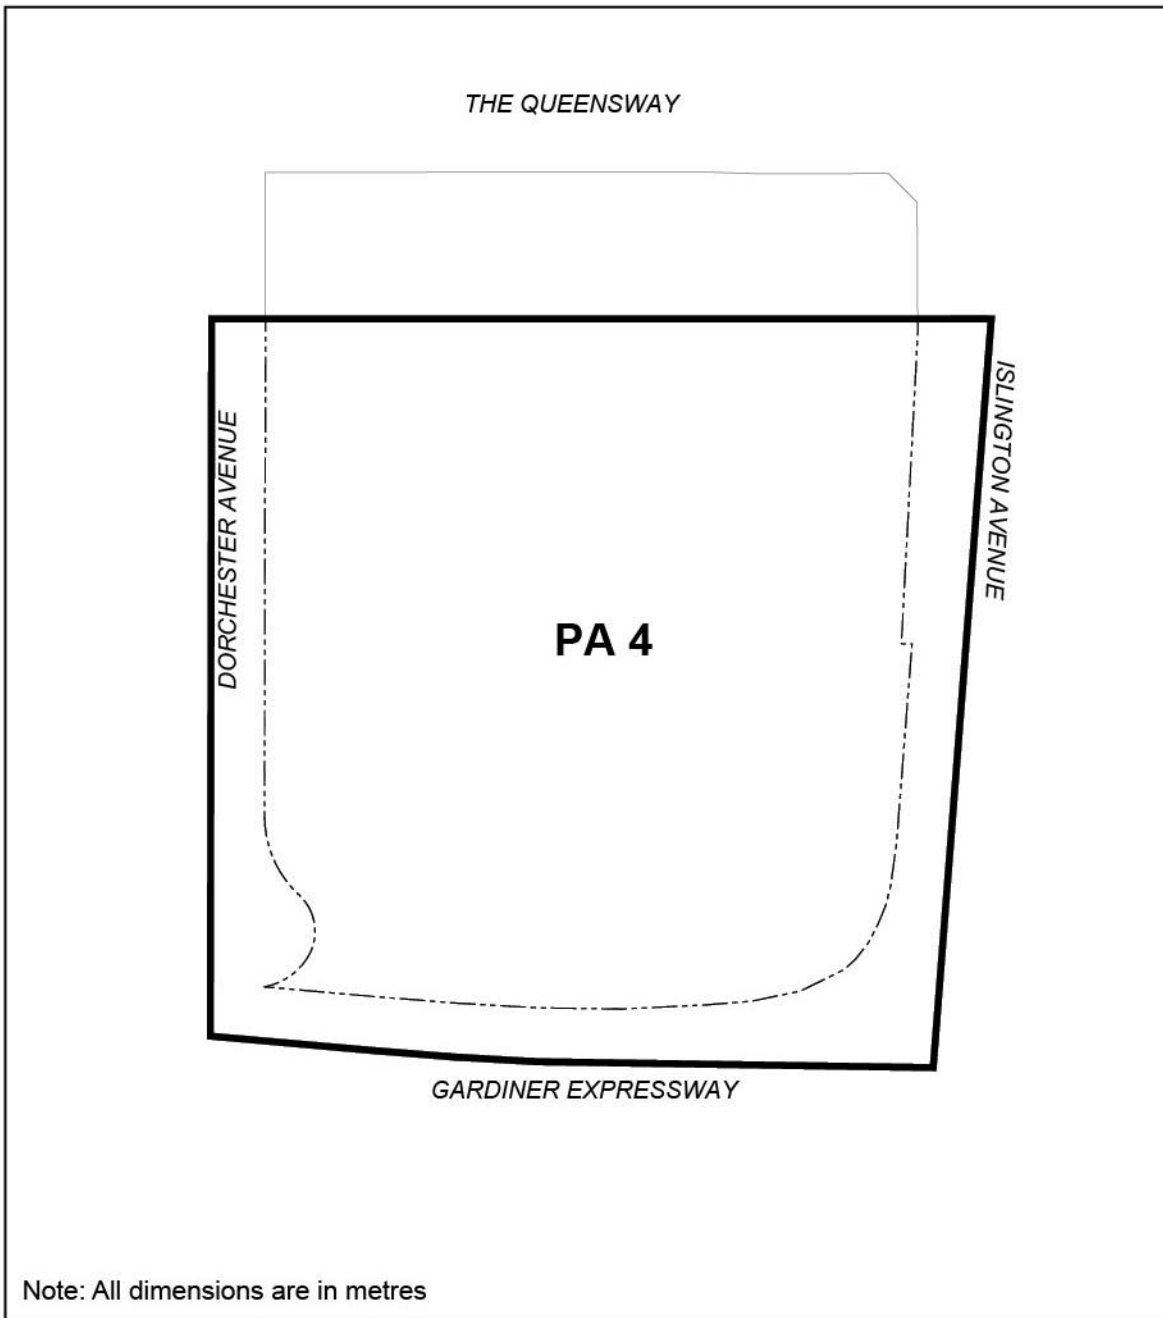 THE QUEENSWAY
ISLINGTON AVENUE
DORCHESTER AVENUE
PA 4
GARDINER EXPRESSWAY
Note: All dimensions are in metres